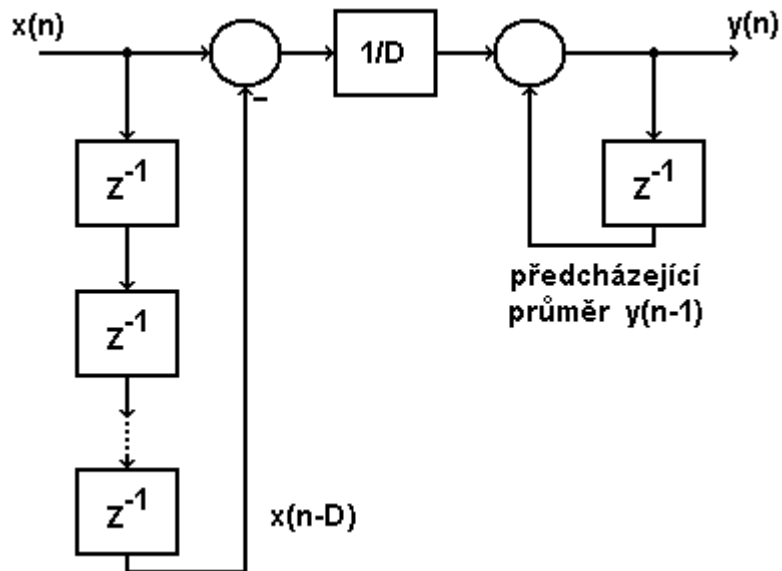 x(n)
y(n)
1/D
-
z⁻¹
z⁻¹
předcházející
průměr y(n-1)
z⁻¹
z⁻¹
x(n-D)